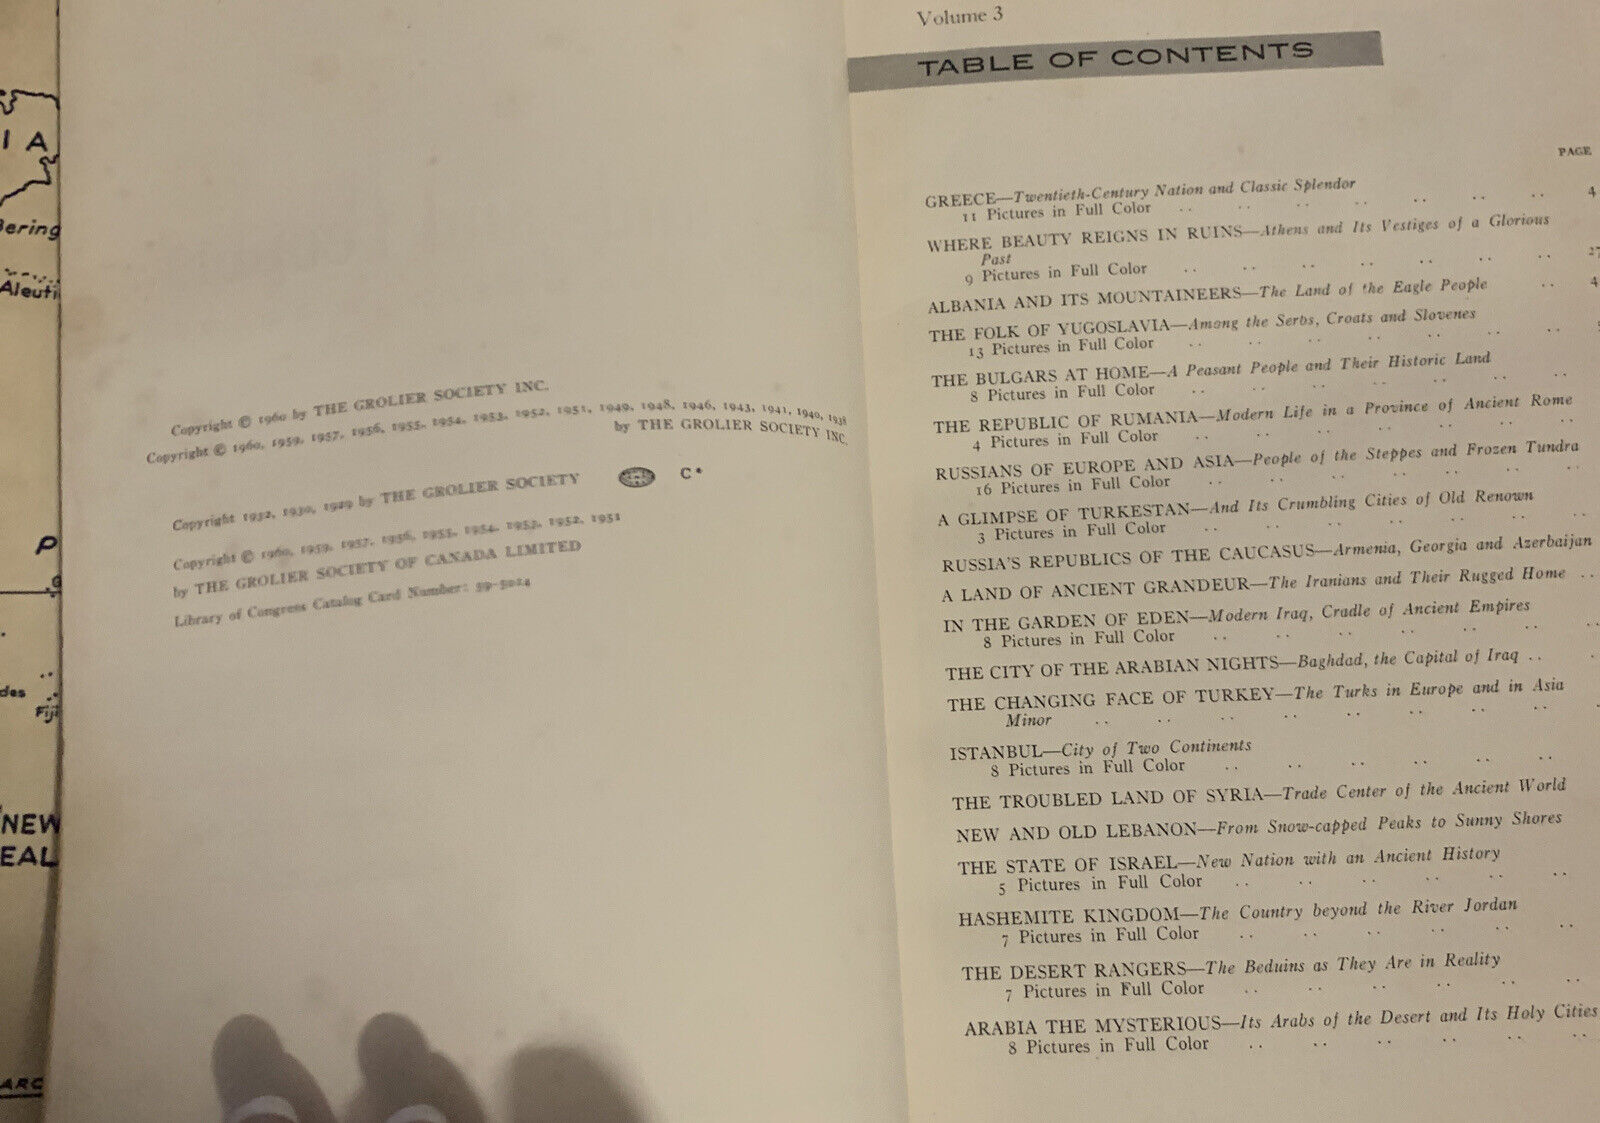 I A
Bering
Aleuti
P
des
Fiji
NEW
EAL
ARC
Copyright © 1960 by THE GROLIER SOCIETY INC.
Copyright © 1960, 1959, 1957, 1956, 1955, 1954, 1953, 1952, 1951, 1949, 1948, 1946, 1943, 1941, 1940, 1938
by THE GROLIER SOCIETY INC.
Copyright 1932, 1930, 1929 by THE GROLIER SOCIETY C*
Copyright © 1960, 1959, 1957, 1956, 1955, 1954, 1953, 1952, 1951
by THE GROLIER SOCIETY OF CANADA LIMITED
Library of Congress Catalog Card Number: 59-5024
Volume 3
TABLE OF CONTENTS
PAGE
GREECE—Twentieth-Century Nation and Classic Splendor
11 Pictures in Full Color .. .. .. .. .. .. .. 4
WHERE BEAUTY REIGNS IN RUINS—Athens and Its Vestiges of a Glorious
Past
9 Pictures in Full Color .. .. .. .. .. .. .. 27
ALBANIA AND ITS MOUNTAINEERS—The Land of the Eagle People .. 4
THE FOLK OF YUGOSLAVIA—Among the Serbs, Croats and Slovenes
13 Pictures in Full Color .. .. .. .. .. .. ..
THE BULGARS AT HOME—A Peasant People and Their Historic Land
8 Pictures in Full Color .. .. .. .. .. .. ..
THE REPUBLIC OF RUMANIA—Modern Life in a Province of Ancient Rome
4 Pictures in Full Color .. .. .. .. .. .. ..
RUSSIANS OF EUROPE AND ASIA—People of the Steppes and Frozen Tundra
16 Pictures in Full Color .. .. .. .. .. .. ..
A GLIMPSE OF TURKESTAN—And Its Crumbling Cities of Old Renown
3 Pictures in Full Color .. .. .. .. .. .. ..
RUSSIA'S REPUBLICS OF THE CAUCASUS—Armenia, Georgia and Azerbaijan
A LAND OF ANCIENT GRANDEUR—The Iranians and Their Rugged Home ..
IN THE GARDEN OF EDEN—Modern Iraq, Cradle of Ancient Empires
8 Pictures in Full Color .. .. .. .. .. .. ..
THE CITY OF THE ARABIAN NIGHTS—Baghdad, the Capital of Iraq ..
THE CHANGING FACE OF TURKEY—The Turks in Europe and in Asia
Minor .. .. .. .. .. .. .. ..
ISTANBUL—City of Two Continents
8 Pictures in Full Color .. .. .. .. .. ..
THE TROUBLED LAND OF SYRIA—Trade Center of the Ancient World
NEW AND OLD LEBANON—From Snow-capped Peaks to Sunny Shores
THE STATE OF ISRAEL—New Nation with an Ancient History
5 Pictures in Full Color .. .. .. .. .. ..
HASHEMITE KINGDOM—The Country beyond the River Jordan
7 Pictures in Full Color .. .. .. .. .. ..
THE DESERT RANGERS—The Beduins as They Are in Reality
7 Pictures in Full Color .. .. .. .. .. ..
ARABIA THE MYSTERIOUS—Its Arabs of the Desert and Its Holy Cities
8 Pictures in Full Color .. .. .. .. .. ..